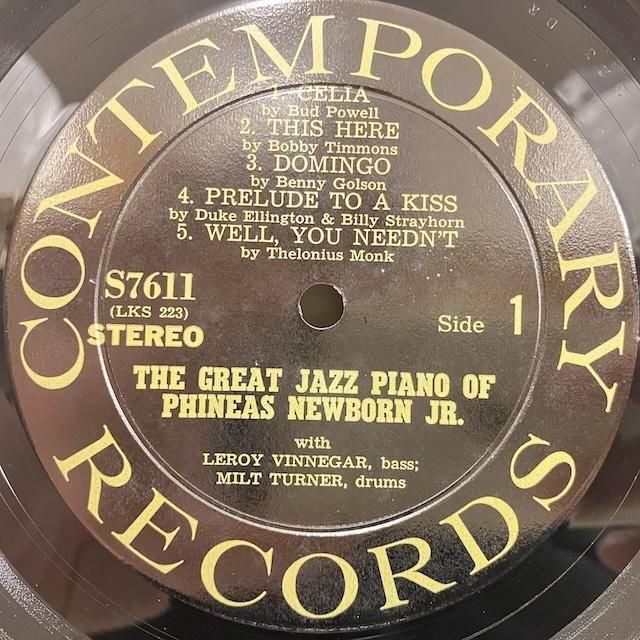 CONTEMPORARY
1. CELIA
by Bud Powell
2. THIS HERE
by Bobby Timmons
3. DOMINGO
by Benny Golson
4. PRELUDE TO A KISS
by Duke Ellington & Billy Strayhorn
5. WELL, YOU NEEDN'T
by Thelonius Monk
S7611
(LKS 223)
STEREO
Side 1
THE GREAT JAZZ PIANO OF
PHINEAS NEWBORN JR.
with
LEROY VINNEGAR, bass;
MILT TURNER, drums
RECORDS